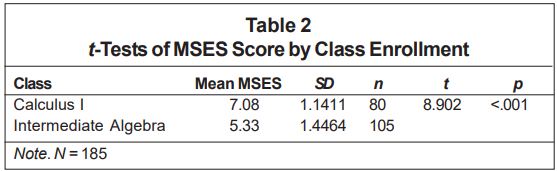 Table 2
t-Tests of MSES Score by Class Enrollment
Class Mean MSES SD n t p
Calculus I 7.08 1.1411 80 8.902 <.001
Intermediate Algebra 5.33 1.4464 105
Note. N = 185